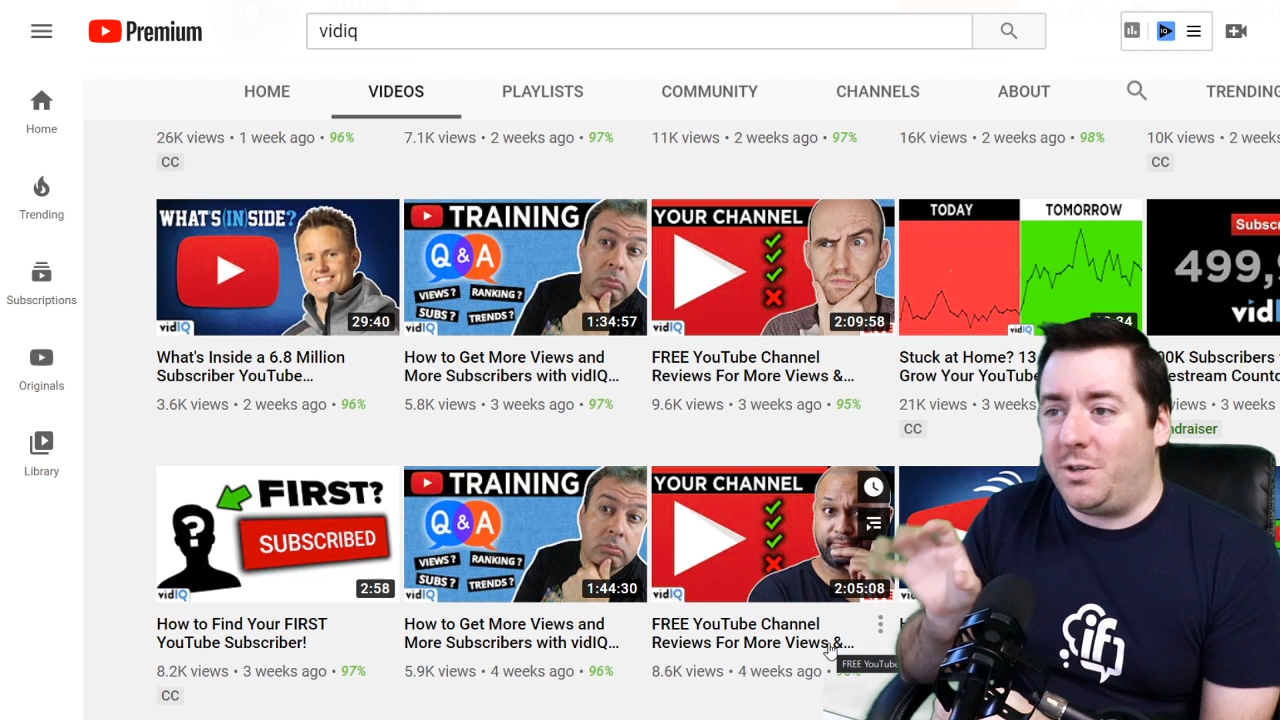 Premium
vidiq
HOME
VIDEOS
PLAYLISTS
COMMUNITY
CHANNELS
ABOUT
TRENDING
Home
Trending
Subscriptions
Originals
Library
26K views • 1 week ago • 96%
CC
7.1K views • 2 weeks ago • 97%
11K views • 2 weeks ago • 97%
16K views • 2 weeks ago • 98%
10K views • 2 weeks
CC
WHAT'S (IN)SIDE?
vidIQ
29:40
What's Inside a 6.8 Million
Subscriber YouTube…
3.6K views • 2 weeks ago • 96%
TRAINING
Q & A
VIEWS ?
RANKING ?
SUBS ?
TRENDS ?
vidIQ
1:34:57
How to Get More Views and
More Subscribers with vidIQ…
5.8K views • 3 weeks ago • 97%
YOUR CHANNEL
vidIQ
LIVE
2:09:58
FREE YouTube Channel
Reviews For More Views &…
9.6K views • 3 weeks ago • 95%
TODAY
TOMORROW
vidIQ
Stuck at Home? 13
Grow Your YouTube
21K views • 3 weeks
CC
Subsc
499,
vidI
00K Subscribers
estream Countd
views • 3 weeks
ndraiser
FIRST?
SUBSCRIBED
vidIQ
2:58
How to Find Your FIRST
YouTube Subscriber!
8.2K views • 3 weeks ago • 97%
CC
TRAINING
Q & A
VIEWS ?
RANKING ?
SUBS ?
TRENDS ?
vidIQ
1:44:30
How to Get More Views and
More Subscribers with vidIQ…
5.9K views • 4 weeks ago • 96%
YOUR CHANNEL
vidIQ
LIVE
2:05:08
FREE YouTube Channel
Reviews For More Views &…
8.6K views • 4 weeks ago •
FREE YouTube
if